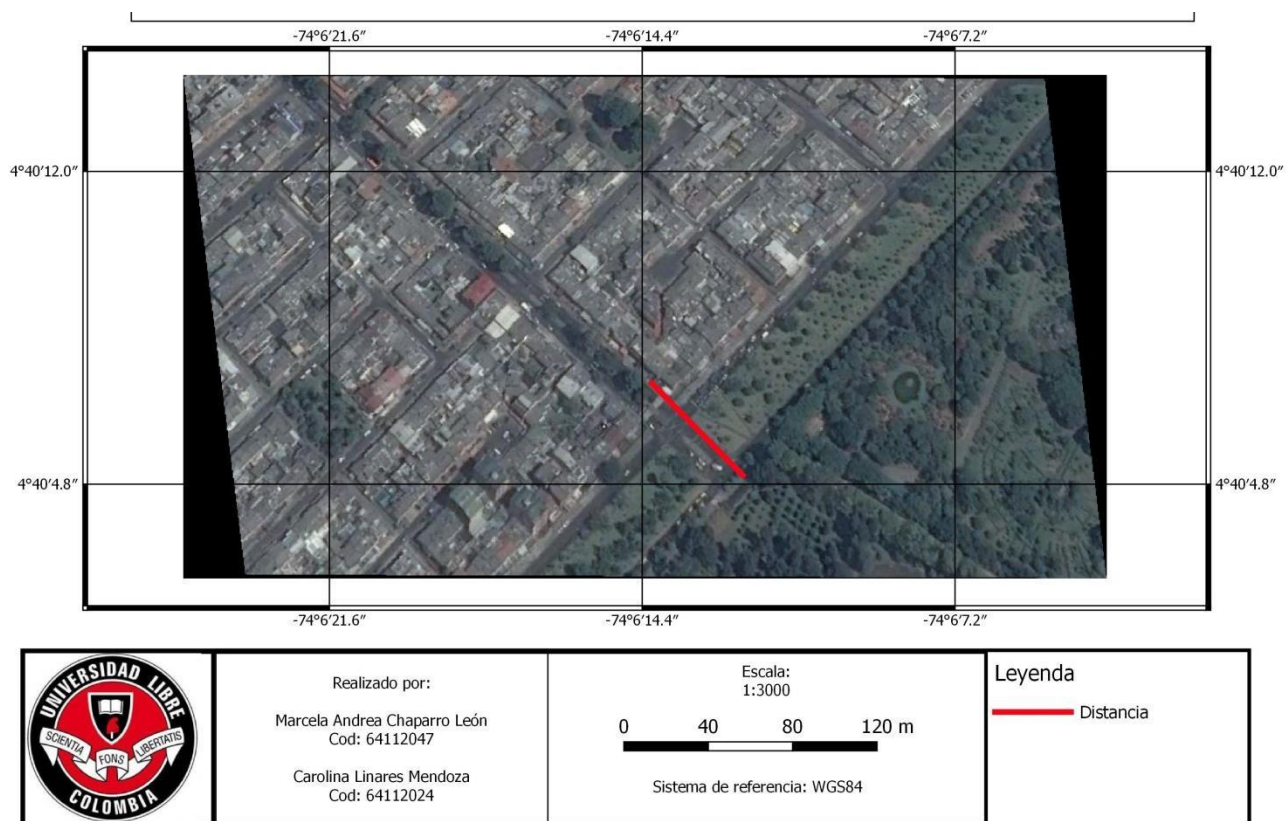 -74°6′21.6″ -74°6′14.4″ -74°6′7.2″
4°40′12.0″ 4°40′12.0″
4°40′4.8″ 4°40′4.8″
-74°6′21.6″ -74°6′14.4″ -74°6′7.2″
UNIVERSIDAD LIBRE
SCIENTIA FONS LIBERTATIS
COLOMBIA
Realizado por:
Marcela Andrea Chaparro León
Cod: 64112047
Carolina Linares Mendoza
Cod: 64112024
Escala:
1:3000
0 40 80 120 m
Sistema de referencia: WGS84
Leyenda
Distancia